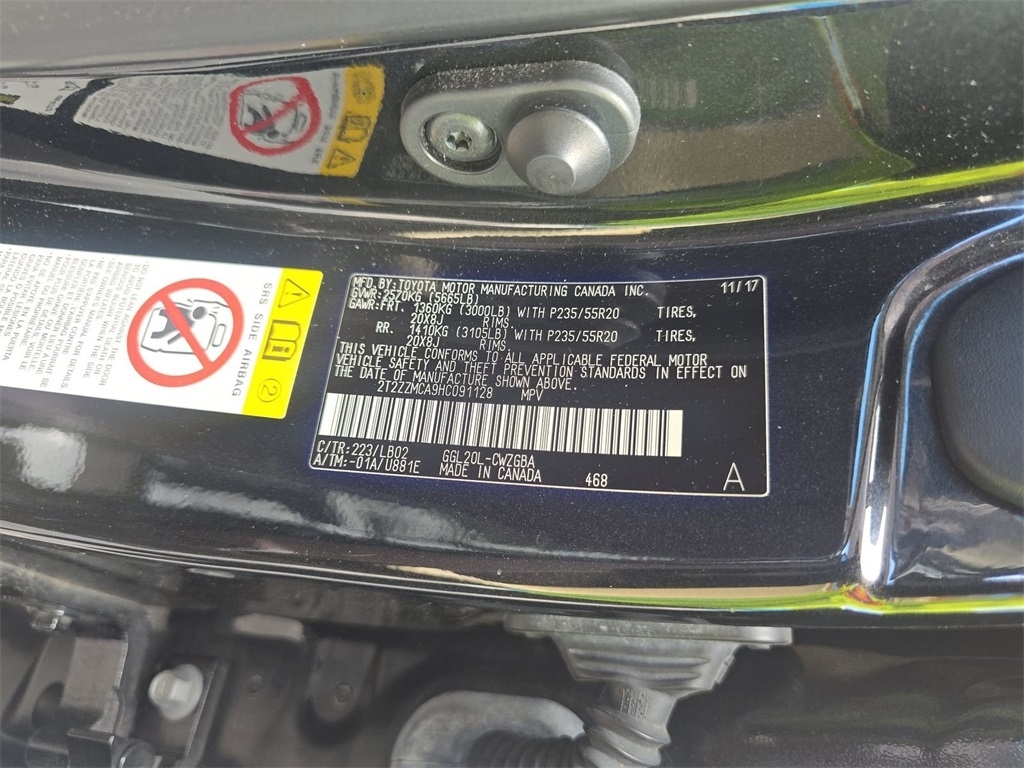 MFD.BY:TOYOTA MOTOR MANUFACTURING CANADA INC. 11/17
GVWR:2570KG (5665LB)
GAWR:FRT. 1360KG (3000LB) WITH P235/55R20 TIRES,
20X8J RIMS
RR. 1410KG (3105LB) WITH P235/55R20 TIRES,
20X8J RIMS
THIS VEHICLE CONFORMS TO ALL APPLICABLE FEDERAL MOTOR
VEHICLE SAFETY AND THEFT PREVENTION STANDARDS IN EFFECT ON
THE DATE OF MANUFACTURE SHOWN ABOVE.
2T2ZZMCA9HC091128 MPV
C/TR:223/LB02 GGL20L-CWZGBA
A/TM:-01A/U881E MADE IN CANADA 468 A
SRS SIDE AIRBAG
2